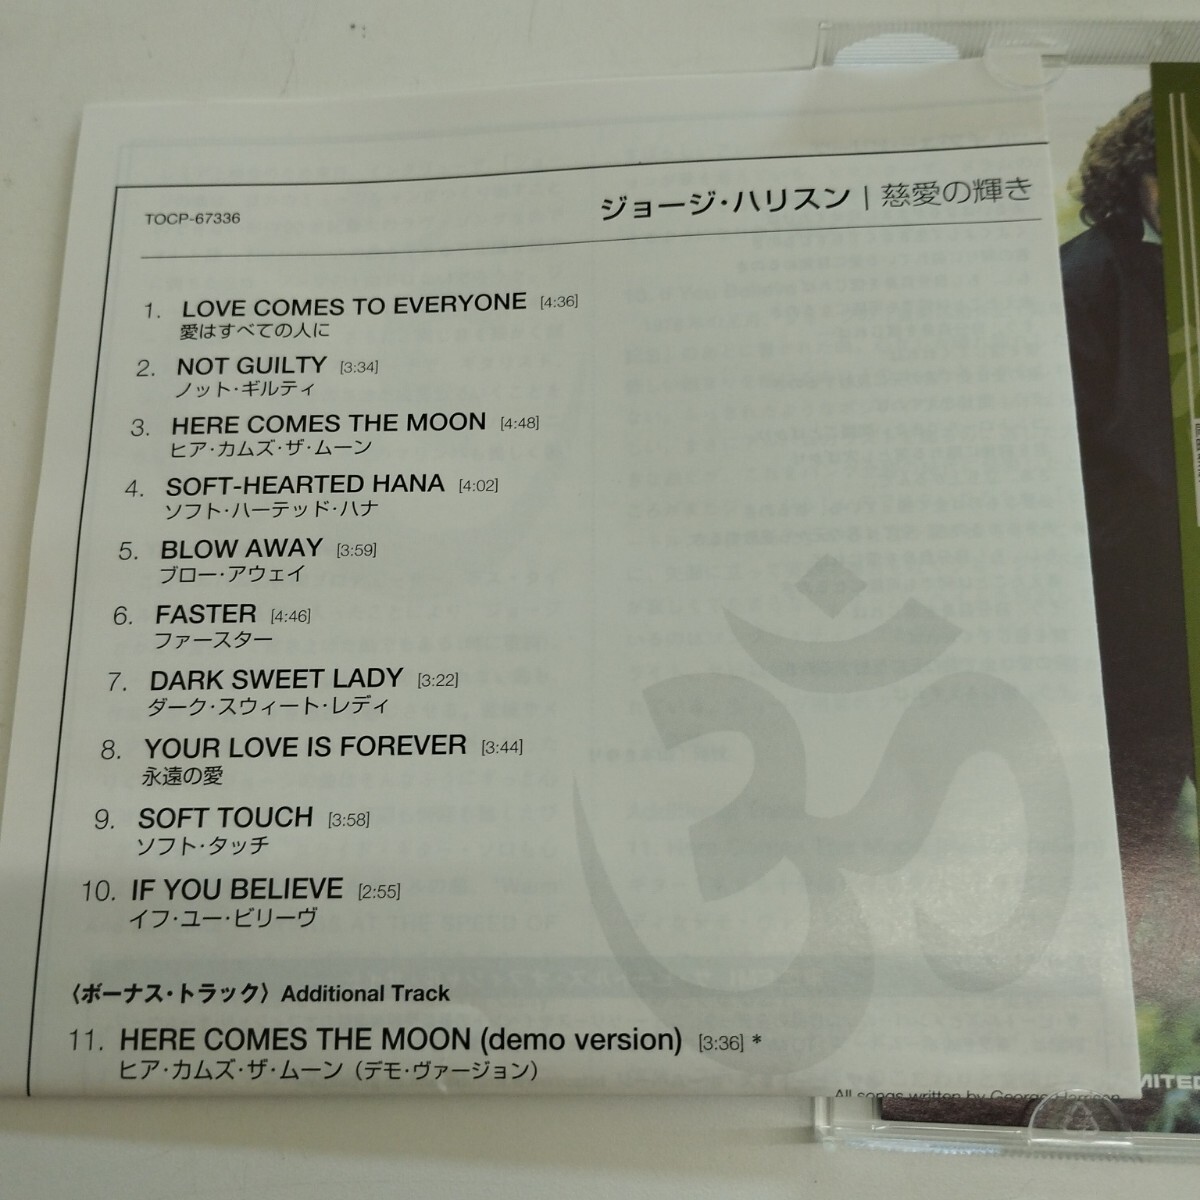 TOCP-67336
ジョージ・ハリスン | 慈愛の輝き
1. LOVE COMES TO EVERYONE [4:36]
愛はすべての人に
2. NOT GUILTY [3:34]
ノット・ギルティ
3. HERE COMES THE MOON [4:48]
ヒア・カムズ・ザ・ムーン
4. SOFT-HEARTED HANA [4:02]
ソフト・ハーテッド・ハナ
5. BLOW AWAY [3:59]
ブロー・アウェイ
6. FASTER [4:46]
ファースター
7. DARK SWEET LADY [3:22]
ダーク・スウィート・レディ
8. YOUR LOVE IS FOREVER [3:44]
永遠の愛
9. SOFT TOUCH [3:58]
ソフト・タッチ
10. IF YOU BELIEVE [2:55]
イフ・ユー・ビリーヴ
〈ボーナス・トラック〉Additional Track
11. HERE COMES THE MOON (demo version) [3:36] *
ヒア・カムズ・ザ・ムーン（デモ・ヴァージョン）
All songs written by George Harrison